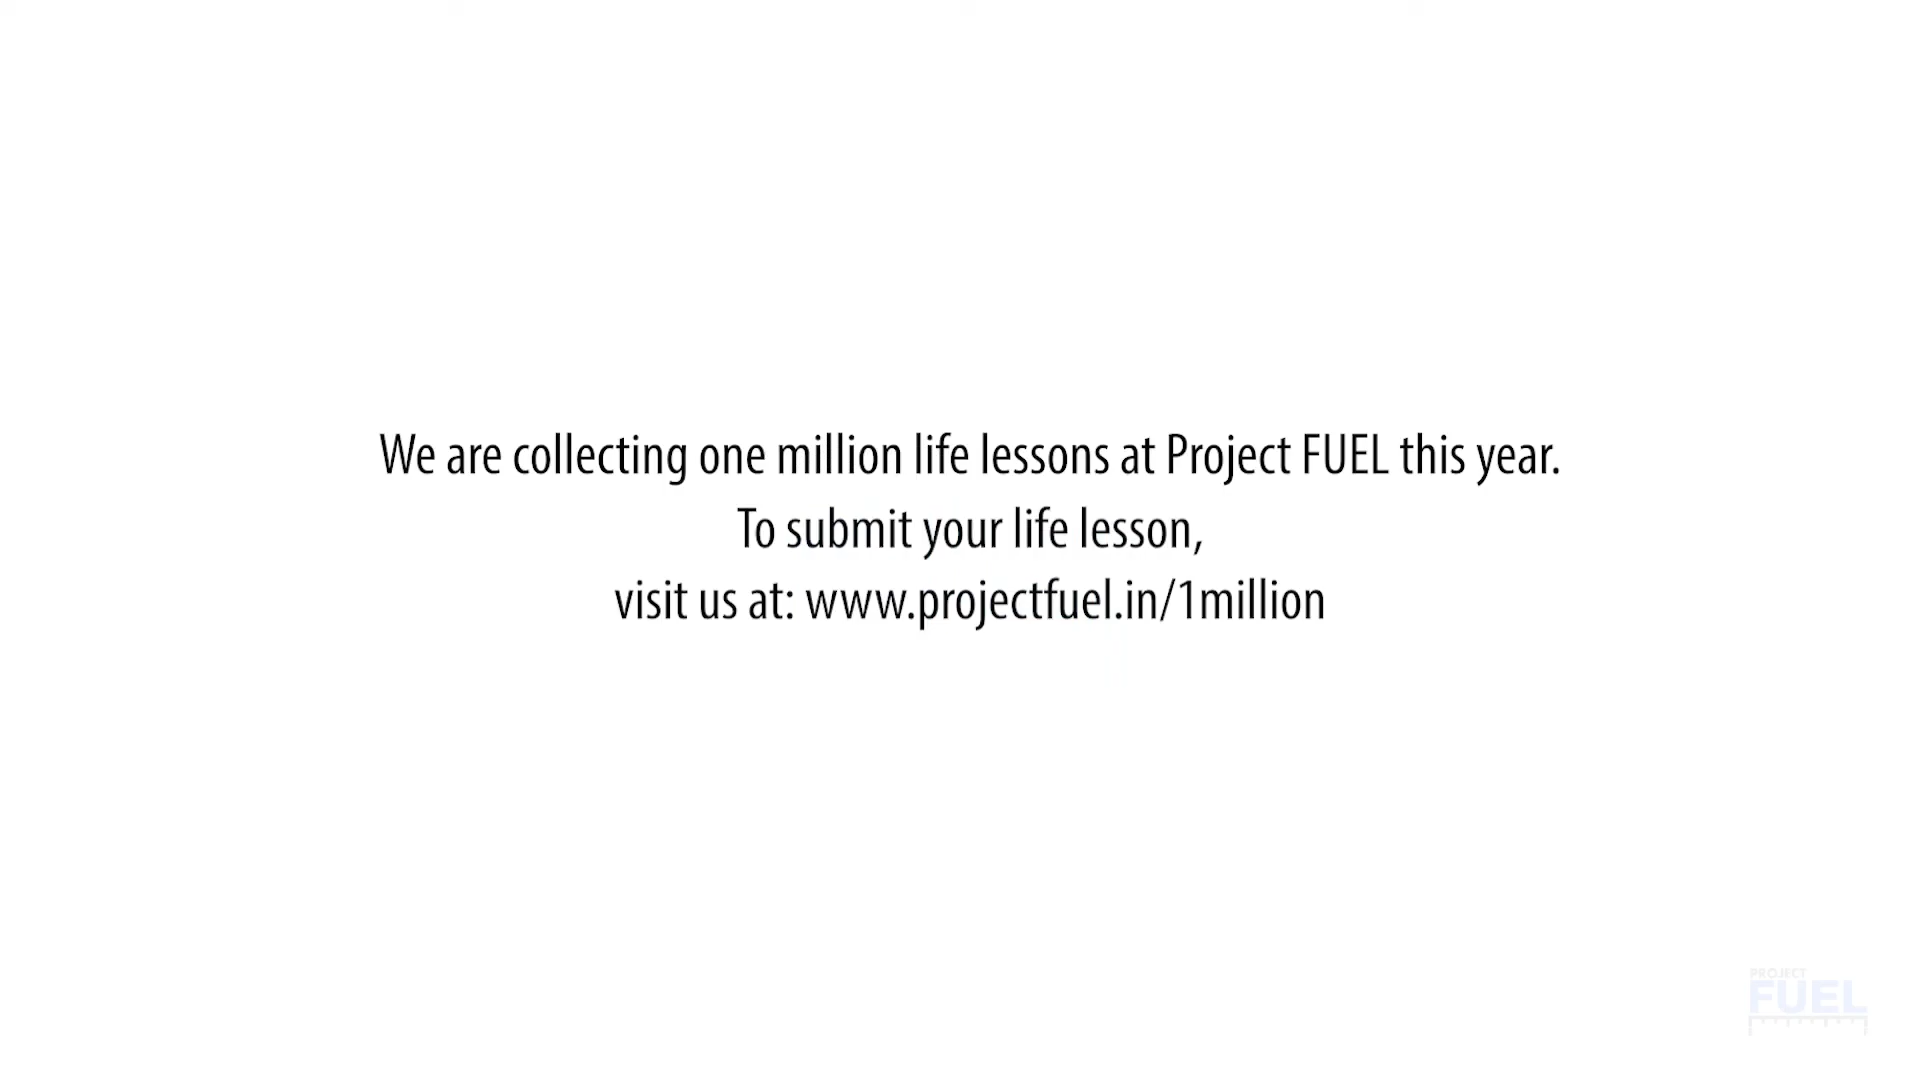 We are collecting one million life lessons at Project FUEL this year.
To submit your life lesson,
visit us at: www.projectfuel.in/1million
PROJECT
FUEL